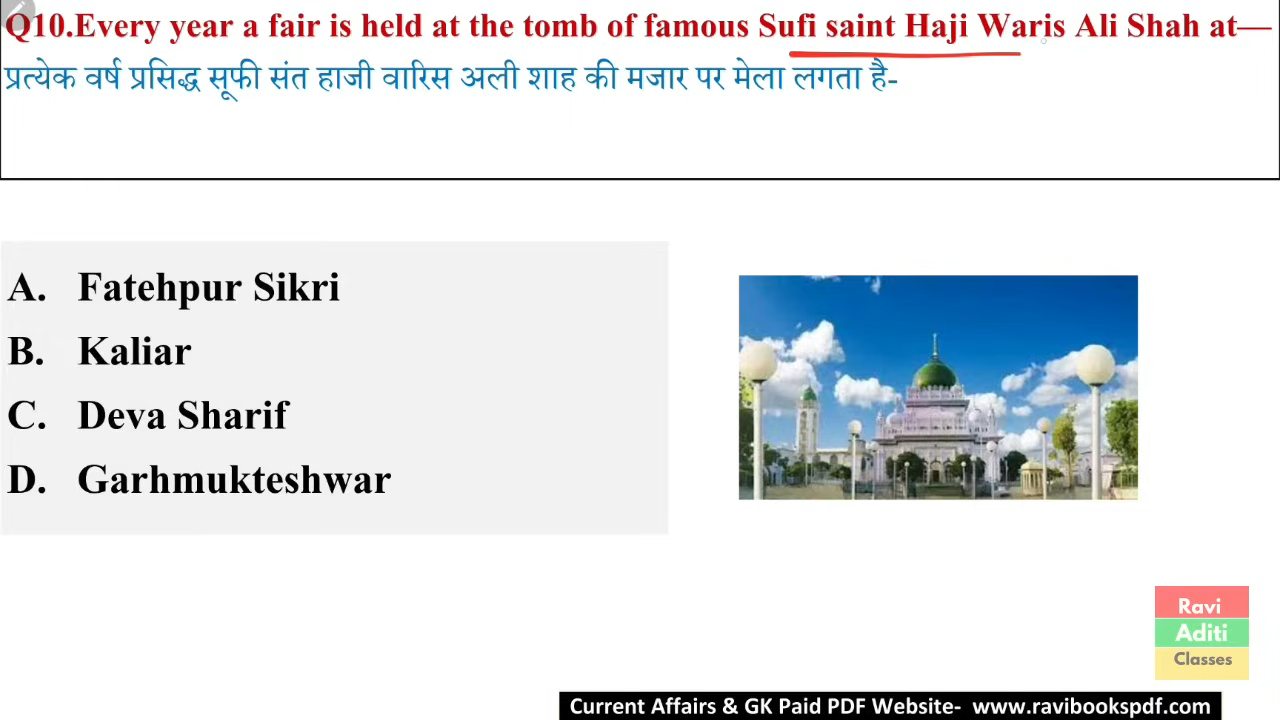 Q10.Every year a fair is held at the tomb of famous Sufi saint Haji Waris Ali Shah at—
प्रत्येक वर्ष प्रसिद्ध सूफी संत हाजी वारिस अली शाह की मजार पर मेला लगता है-
A. Fatehpur Sikri
B. Kaliar
C. Deva Sharif
D. Garhmukteshwar
Ravi
Aditi
Classes
Current Affairs & GK Paid PDF Website- www.ravibookspdf.com